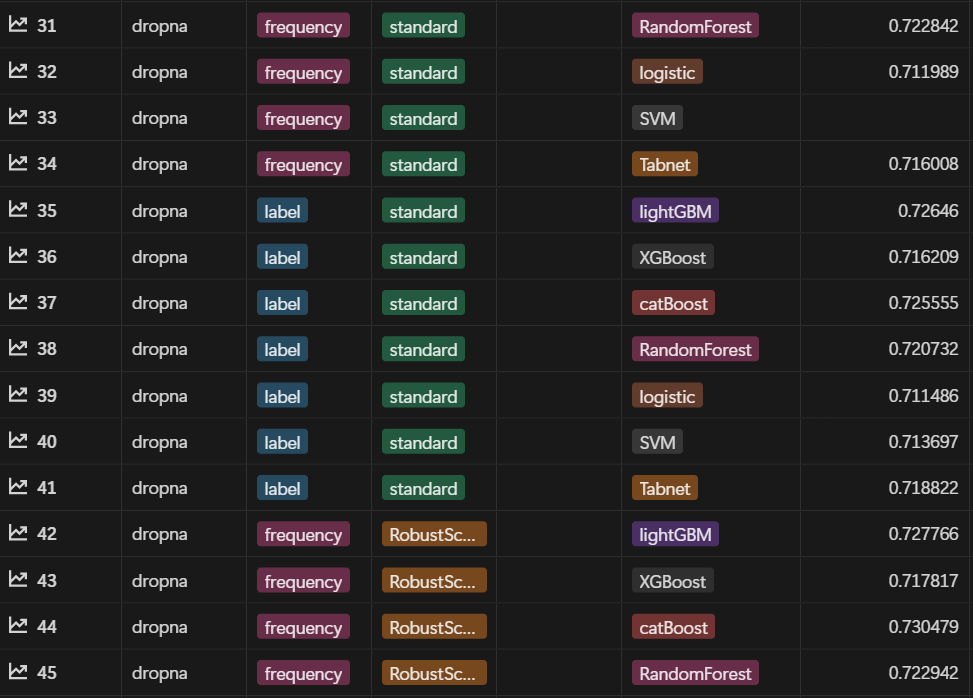 31 dropna frequency standard RandomForest 0.722842
32 dropna frequency standard logistic 0.711989
33 dropna frequency standard SVM
34 dropna frequency standard Tabnet 0.716008
35 dropna label standard lightGBM 0.72646
36 dropna label standard XGBoost 0.716209
37 dropna label standard catBoost 0.725555
38 dropna label standard RandomForest 0.720732
39 dropna label standard logistic 0.711486
40 dropna label standard SVM 0.713697
41 dropna label standard Tabnet 0.718822
42 dropna frequency RobustSc... lightGBM 0.727766
43 dropna frequency RobustSc... XGBoost 0.717817
44 dropna frequency RobustSc... catBoost 0.730479
45 dropna frequency RobustSc... RandomForest 0.722942